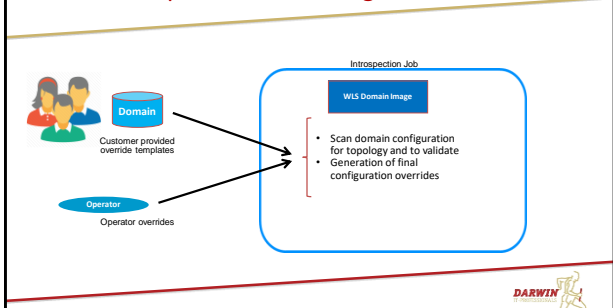 Introspection Job
WLS Domain Image
Domain
Customer provided
override templates
• Scan domain configuration
for topology and to validate
• Generation of final
configuration overrides
Operator
Operator overrides
DARWIN